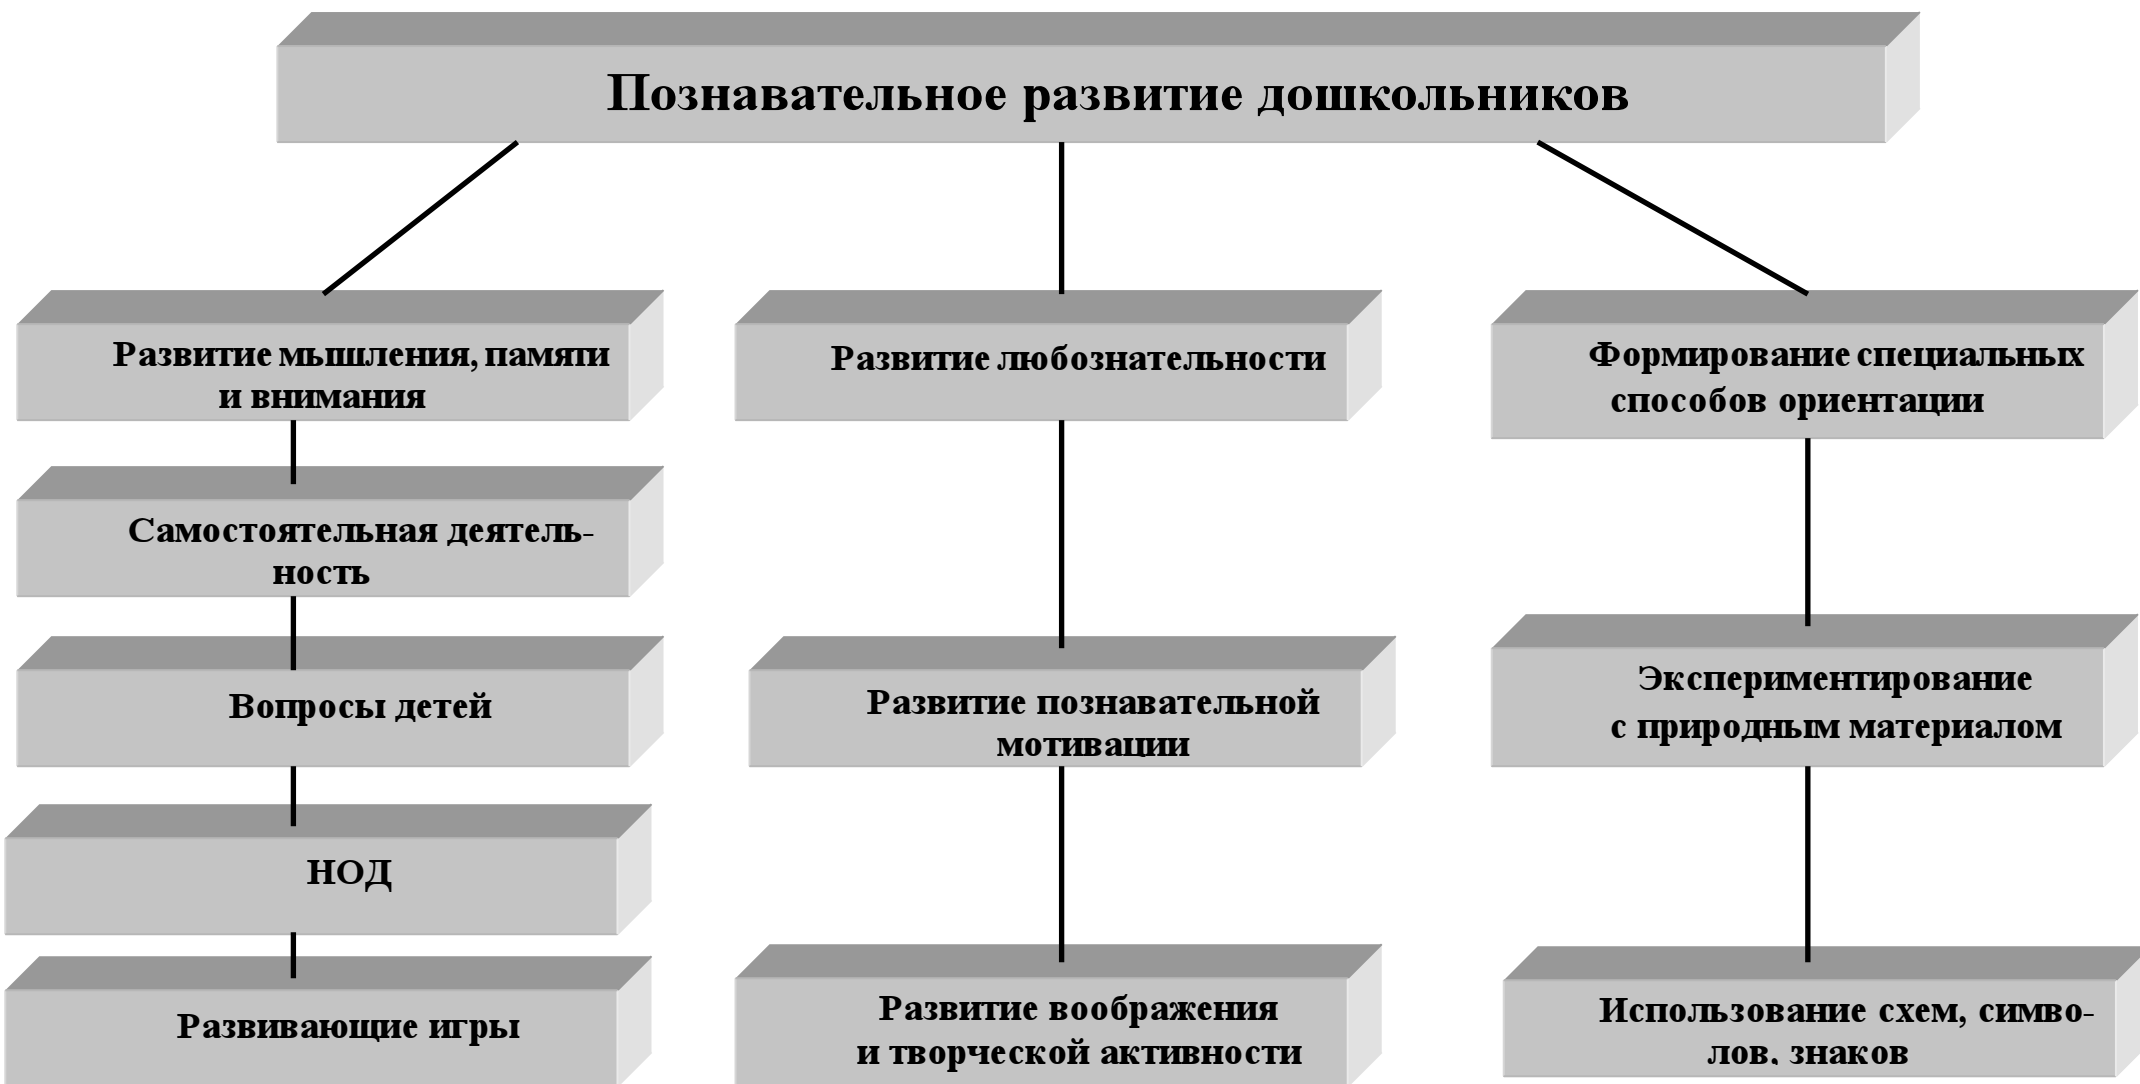 Познавательное развитие дошкольников
Развитие мышления, памяти
и внимания
Самостоятельная деятель-
ность
Вопросы детей
НОД
Развивающие игры
Развитие любознательности
Развитие познавательной
мотивации
Развитие воображения
и творческой активности
Формирование специальных
способов ориентации
Экспериментирование
с природным материалом
Использование схем, симво-
лов, знаков